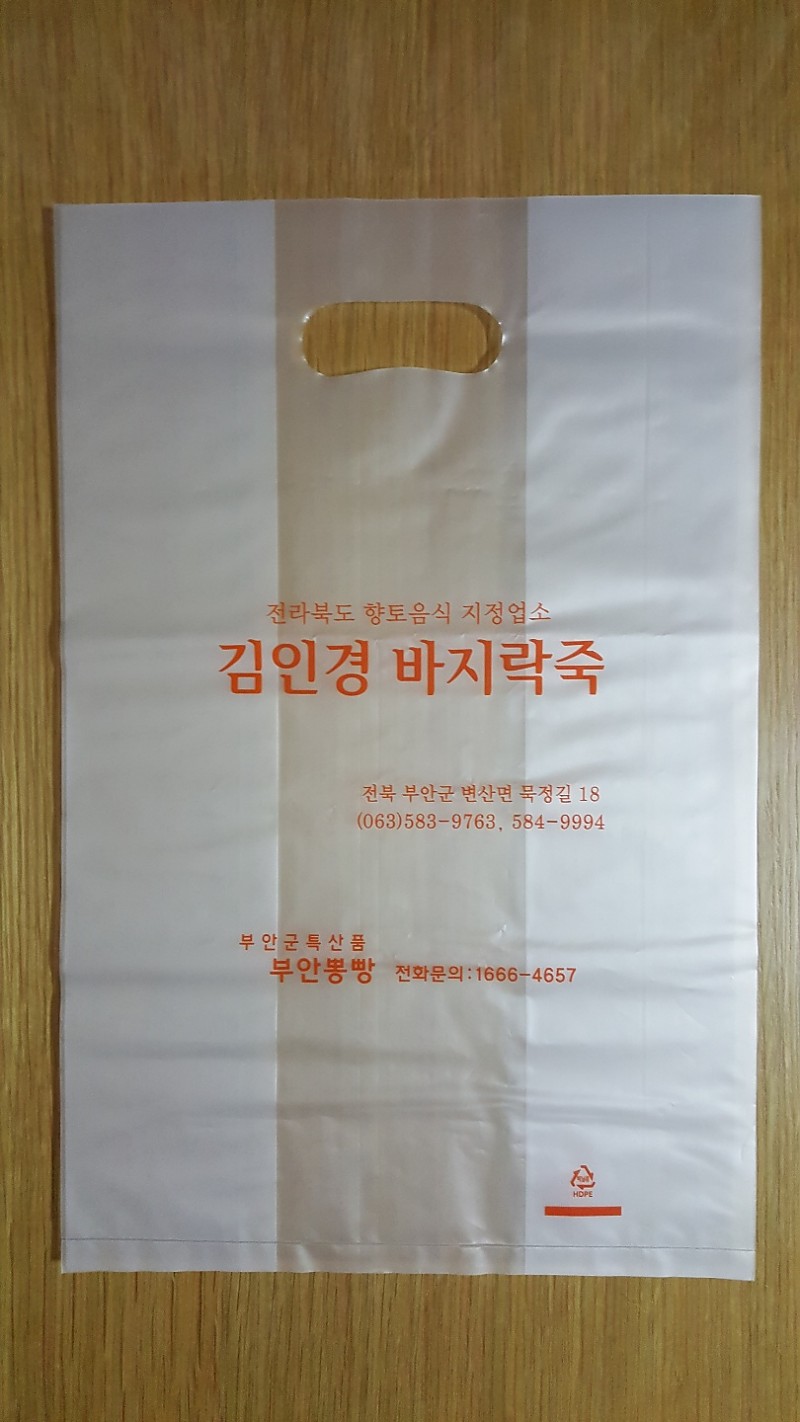 전라북도 향토음식 지정업소
김인경 바지락죽
전북 부안군 변산면 묵정길 18
(063)583-9763, 584-9994
부안군특산품
부안뽕빵 전화문의:1666-4657
HDPE